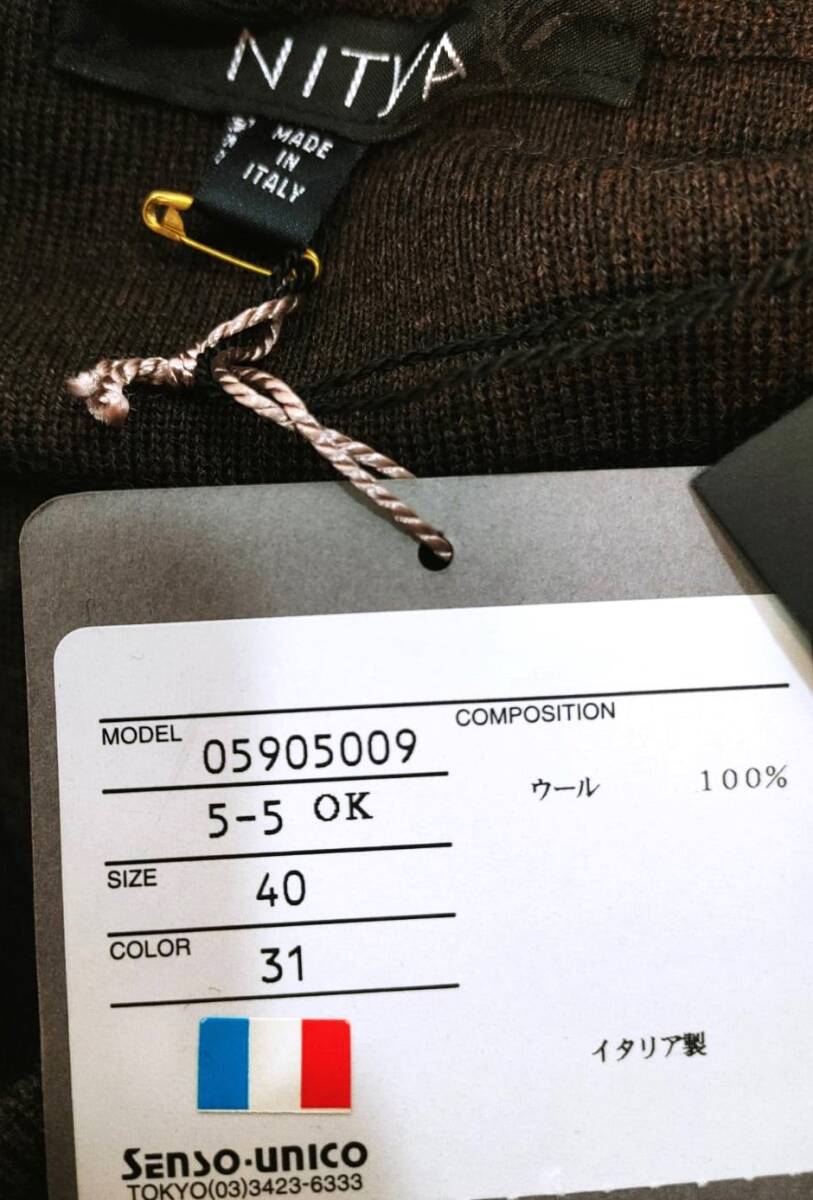 NITYA
MADE
IN
ITALY
MODEL 05905009
5-5 OK
SIZE 40
COLOR 31
COMPOSITION
ウール 100%
イタリア製
SENSO·UNICO
TOKYO(03)3423-6333